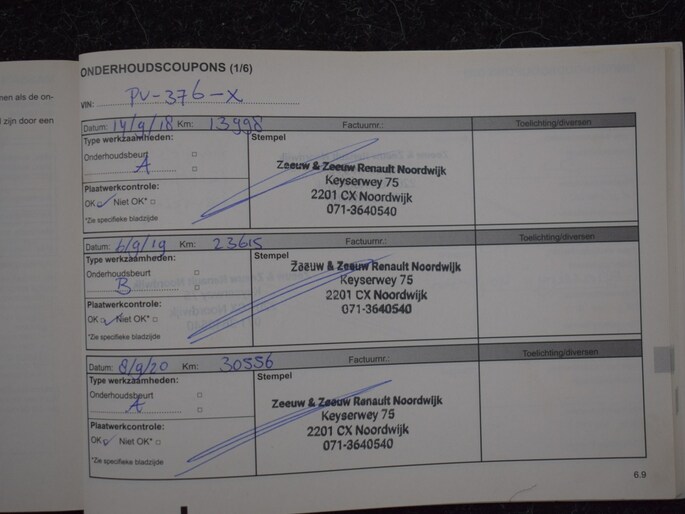 men als de on-
l zijn door een
ONDERHOUDSCOUPONS (1/6)
VIN: PV-376-X
Datum: 14/9/18 Km: 13998 Factuurnr.: Toelichting/diversen
Type werkzaamheden: Stempel
Onderhoudsbeurt □
A □
Plaatwerkcontrole:
OK ✓ Niet OK* □
*Zie specifieke bladzijde
Zeeuw & Zeeuw Renault Noordwijk
Keyserwey 75
2201 CX Noordwijk
071-3640540
Datum: 6/9/19 Km: 23615 Factuurnr.: Toelichting/diversen
Type werkzaamheden: Stempel
Onderhoudsbeurt □
B □
Plaatwerkcontrole:
OK □ ✓ Niet OK* □
*Zie specifieke bladzijde
Zeeuw & Zeeuw Renault Noordwijk
Keyserwey 75
2201 CX Noordwijk
071-3640540
Datum: 8/9/20 Km: 30556 Factuurnr.: Toelichting/diversen
Type werkzaamheden: Stempel
Onderhoudsbeurt □
A □
Plaatwerkcontrole:
OK ✓ Niet OK* □
*Zie specifieke bladzijde
Zeeuw & Zeeuw Renault Noordwijk
Keyserwey 75
2201 CX Noordwijk
071-3640540
6.9